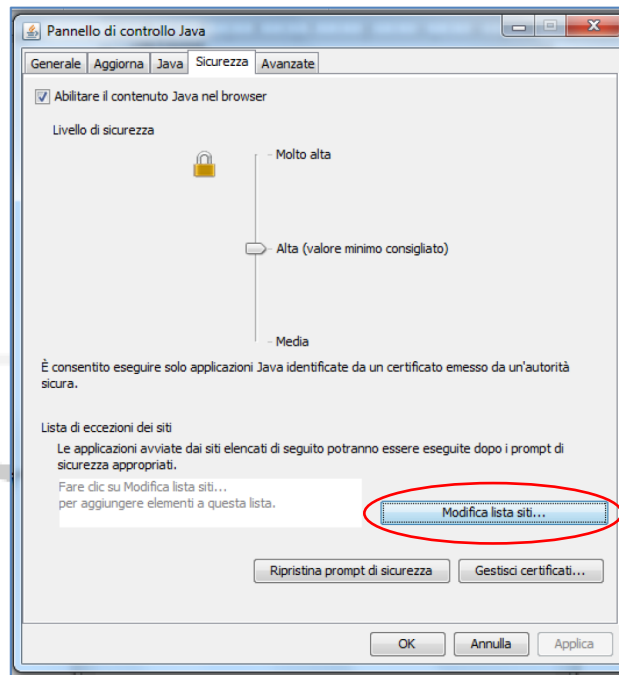 Pannello di controllo Java
Generale Aggiorna Java Sicurezza Avanzate
Abilitare il contenuto Java nel browser
Livello di sicurezza
- Molto alta
- Alta (valore minimo consigliato)
- Media
È consentito eseguire solo applicazioni Java identificate da un certificato emesso da un'autorità
sicura.
Lista di eccezioni dei siti
Le applicazioni avviate dai siti elencati di seguito potranno essere eseguite dopo i prompt di
sicurezza appropriati.
Fare clic su Modifica lista siti...
per aggiungere elementi a questa lista.
Modifica lista siti...
Ripristina prompt di sicurezza Gestisci certificati...
OK Annulla Applica